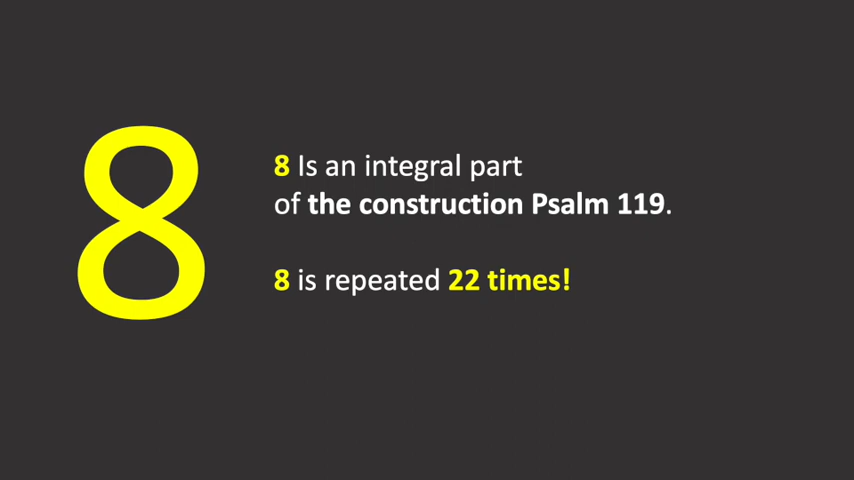 8
8 Is an integral part
of the construction Psalm 119.
8 is repeated 22 times!